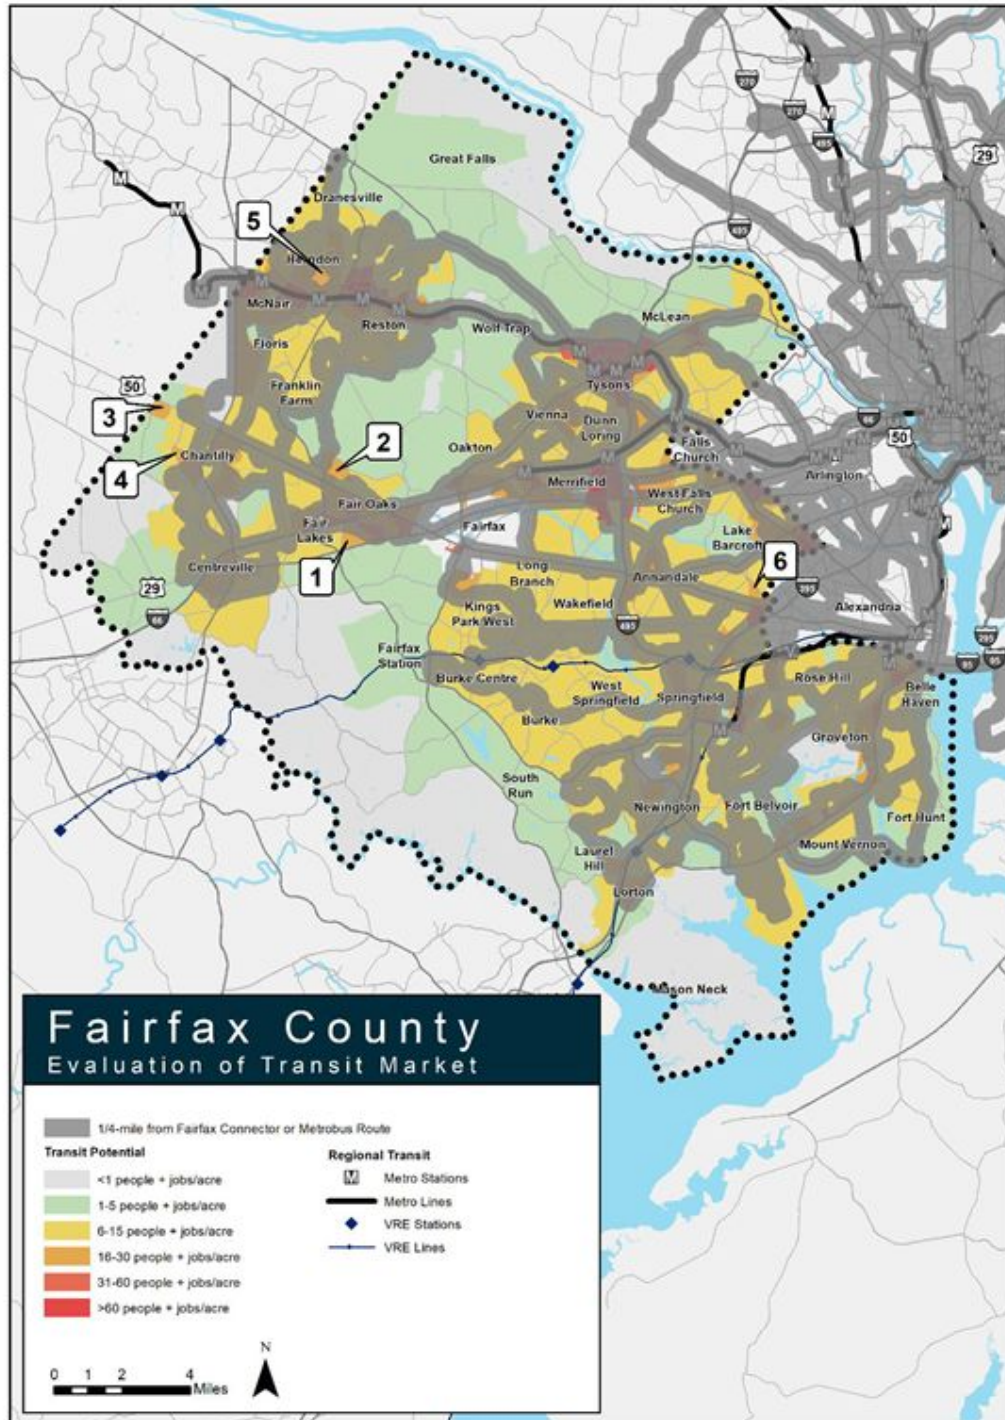 270
270
495
29
495
Great Falls
Dranesville
5
Herndon
McNair
Reston
Wolf Trap
McLean
Floris
Tysons
50
Franklin
Farm
3
Vienna
Dunn
Loring
66
50
2
Oakton
Falls
Church
Chantilly
4
Arlington
Merrifield
West Falls
Church
Fair Oaks
Fair
Lakes
Fairfax
Lake
Barcroft
1
6
Centreville
Long
Branch
Annandale
29
395
66
Kings
Park West
Wakefield
495
Alexandria
295
95
95
Fairfax
Station
Burke Centre
West
Springfield
Springfield
Rose Hill
Belle
Haven
Burke
Groveton
South
Run
Newington
Fort Belvoir
Fort Hunt
Laurel
Hill
Mount Vernon
Lorton
Mason Neck
Fairfax County
Evaluation of Transit Market
1/4-mile from Fairfax Connector or Metrobus Route
Transit Potential
<1 people + jobs/acre
1-5 people + jobs/acre
6-15 people + jobs/acre
16-30 people + jobs/acre
31-60 people + jobs/acre
>60 people + jobs/acre
Regional Transit
M Metro Stations
Metro Lines
VRE Stations
VRE Lines
N
0 1 2 4
Miles